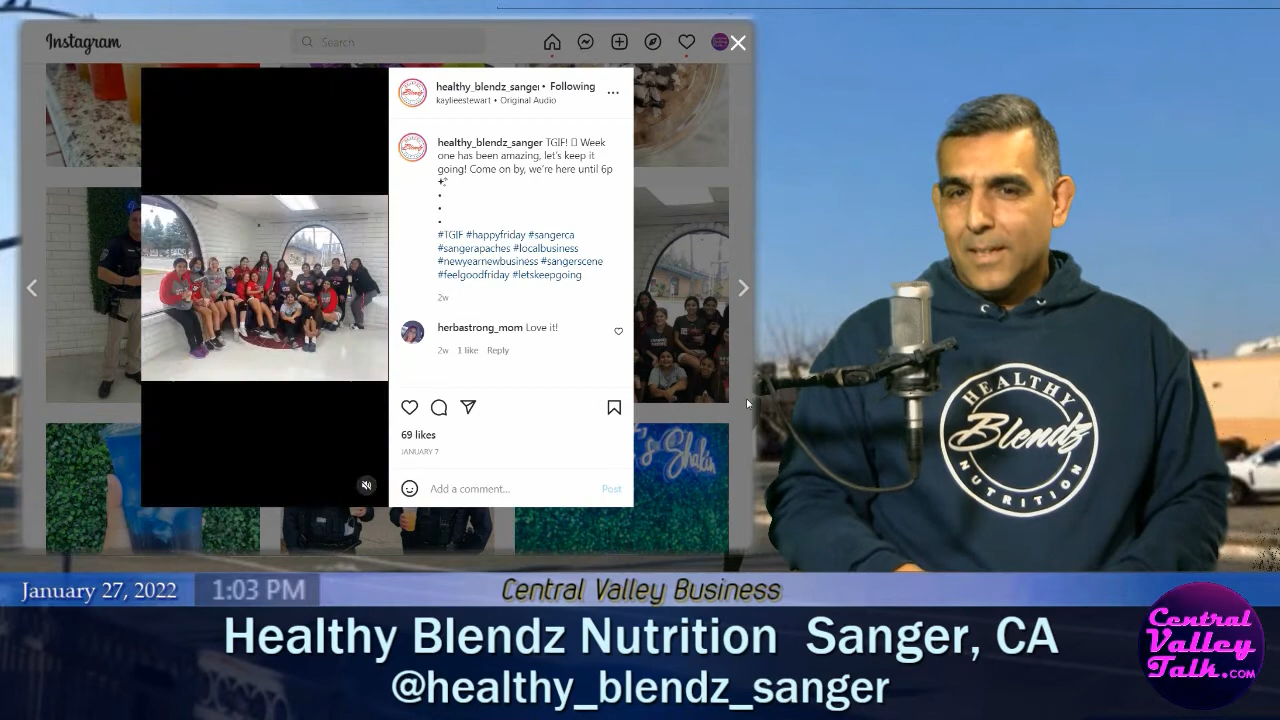 Instagram
Search
healthy_blendz_sanger • Following
kayliestewart • Original Audio
healthy_blendz_sanger TGIF! Week
one has been amazing, let's keep it
going! Come on by, we're here until 6p
#TGIF #happyfriday #sangerca
#sangerapaches #localbusiness
#newyearnewbusiness #sangerscene
#feelgoodfriday #letskeepgoing
2w
herbastrong_mom Love it!
2w 1 like Reply
69 likes
JANUARY 7
Add a comment... Post
Shakin
HEALTHY
Blendz
NUTRITION
January 27, 2022 1:03 PM Central Valley Business
Healthy Blendz Nutrition Sanger, CA
@healthy_blendz_sanger
Central
Valley
Talk.COM